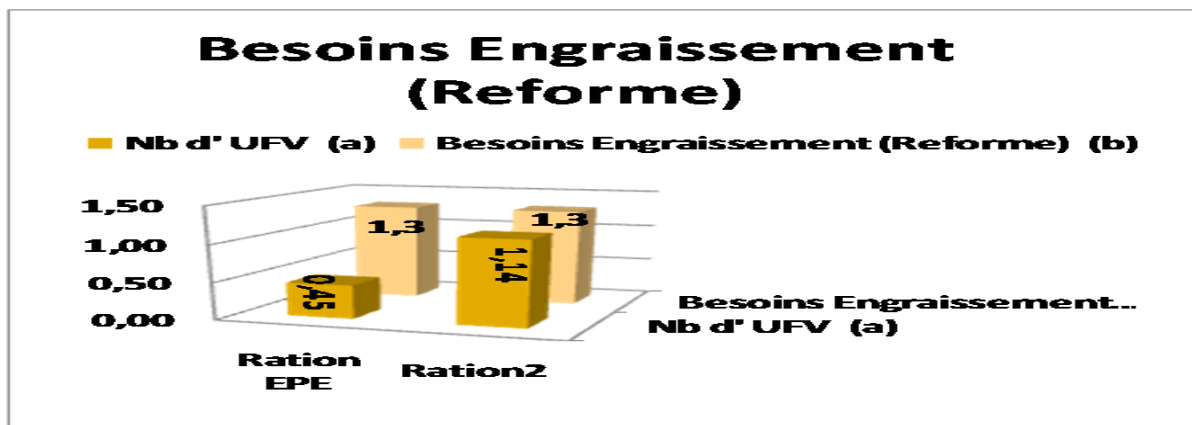 Besoins Engraissement
(Reforme)
Nb d' UFV (a) Besoins Engraissement (Reforme) (b)
1,50
1,00
0,50
0,00
1,3
1,3
0,45
1,14
Besoins Engraissement...
Nb d' UFV (a)
Ration
EPE
Ration2